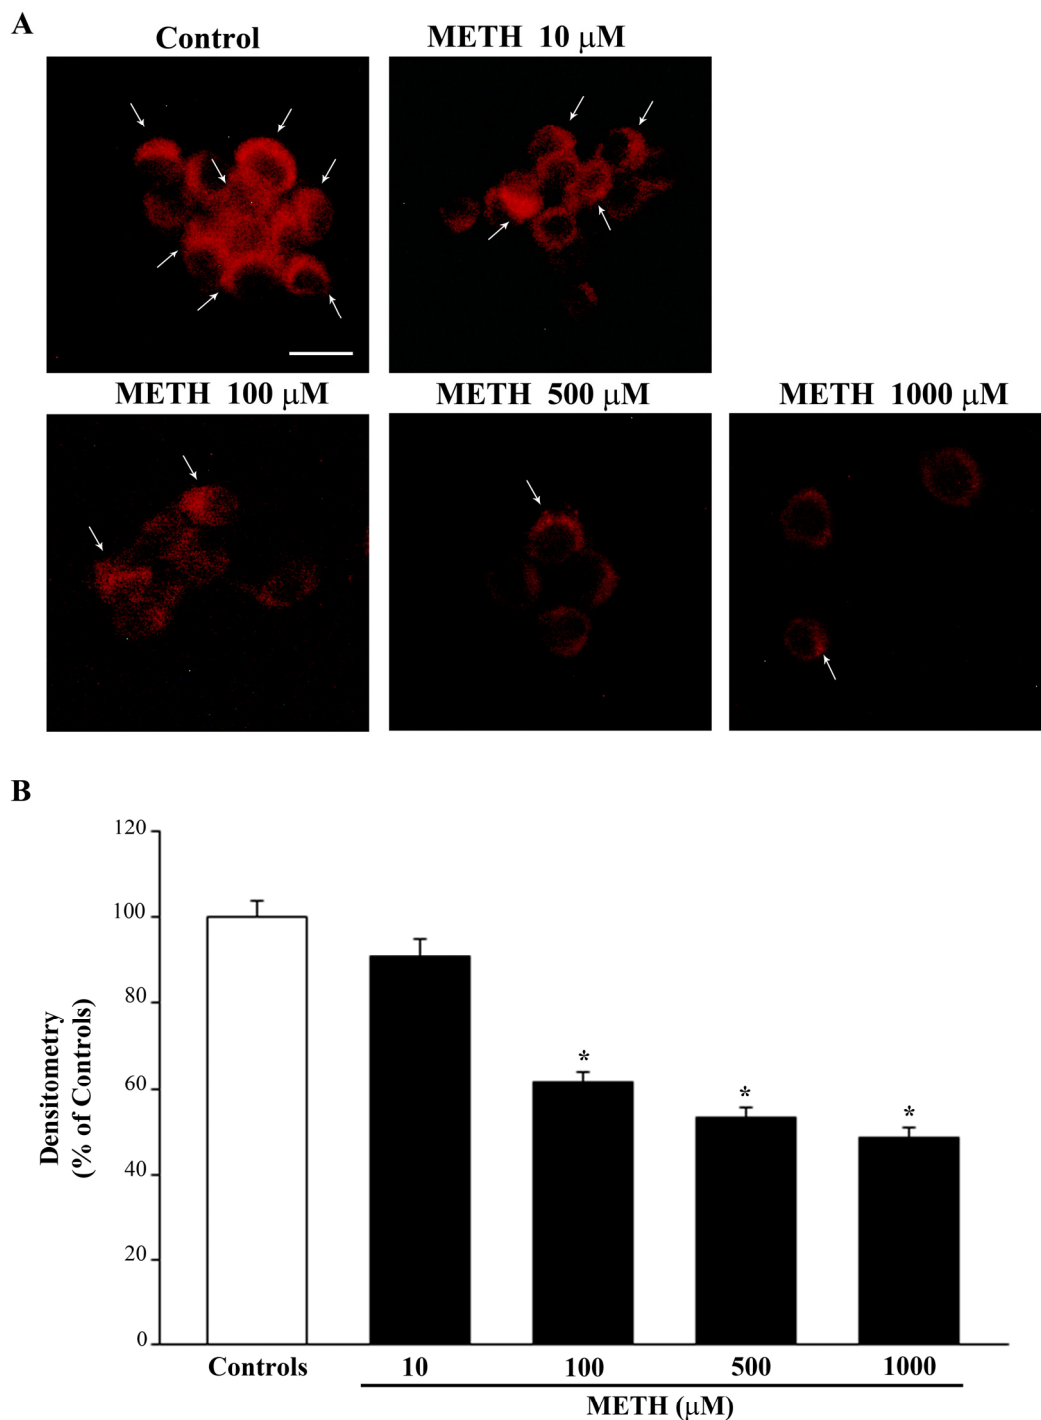 A
Control
METH 10 μM
METH 100 μM
METH 500 μM
METH 1000 μM
B
Densitometry
(% of Controls)
120
100
80
60
40
20
0
*
*
*
Controls
10
100
500
1000
METH (μM)